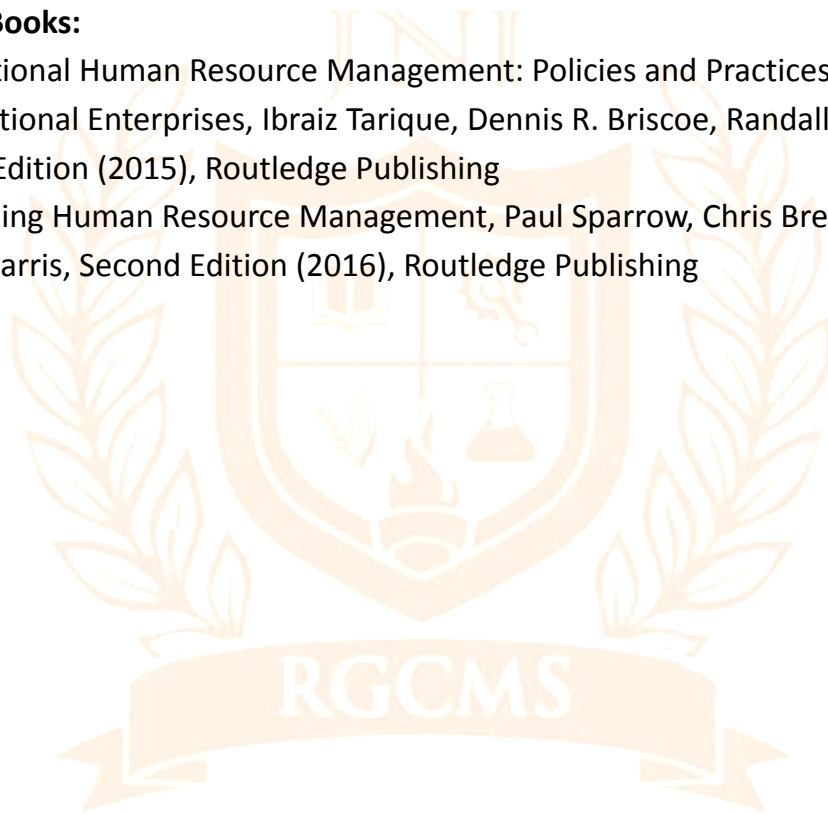 Books:
tional Human Resource Management: Policies and Practices
tional Enterprises, Ibraiz Tarique, Dennis R. Briscoe, Randall
Edition (2015), Routledge Publishing
ing Human Resource Management, Paul Sparrow, Chris Bre
arris, Second Edition (2016), Routledge Publishing
RGCMS